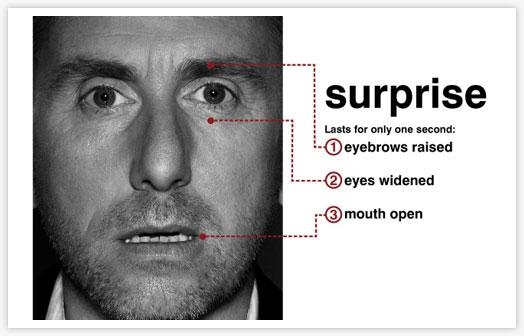 surprise
Lasts for only one second:
1 eyebrows raised
2 eyes widened
3 mouth open